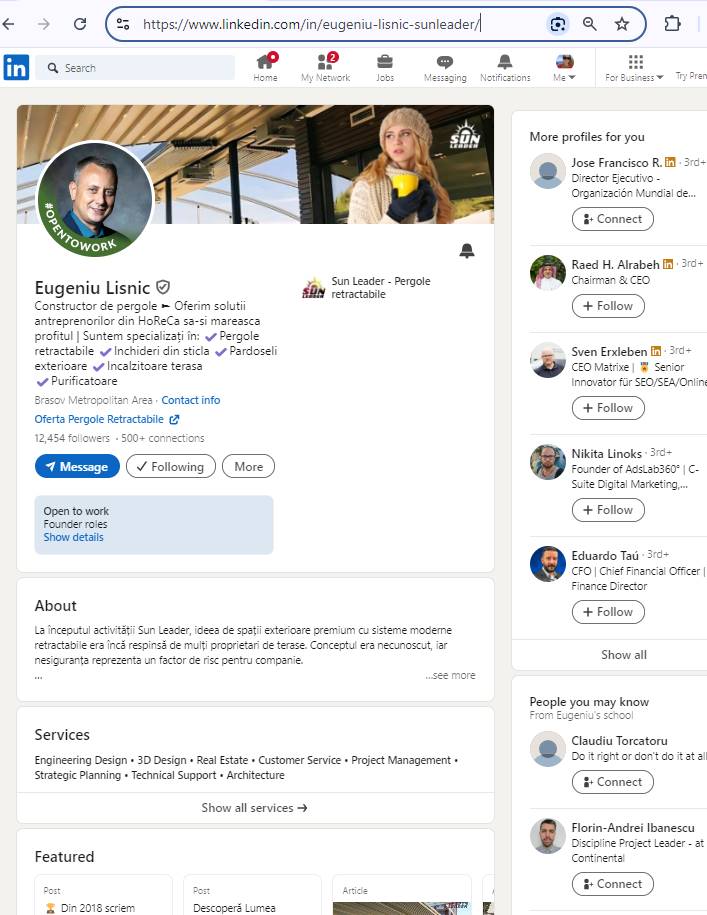 https://www.linkedin.com/in/eugeniu-lisnic-sunleader/
in
Search
Home
2
My Network
Jobs
Messaging
Notifications
Me
For Business
Try Prem
SUN
LEADER
#OPENTOWORK
Eugeniu Lisnic
Constructor de pergole ► Oferim solutii
antreprenorilor din HoReCa sa-si mareasca
profitul | Suntem specializați în: ✔Pergole
retractabile ✔Inchideri din sticla ✔Pardoseli
exterioare ✔Incalzitoare terasa
✔Purificatoare
SUN
Sun Leader - Pergole
retractabile
Brasov Metropolitan Area · Contact info
Oferta Pergole Retractabile
12,454 followers · 500+ connections
Message
Following
More
Open to work
Founder roles
Show details
About
La începutul activității Sun Leader, ideea de spații exterioare premium cu sisteme moderne
retractabile era încă respinsă de mulți proprietari de terase. Conceptul era necunoscut, iar
nesiguranța reprezenta un factor de risc pentru companie.
...
...see more
Services
Engineering Design • 3D Design • Real Estate • Customer Service • Project Management •
Strategic Planning • Technical Support • Architecture
Show all services →
Featured
Post
🏆 Din 2018 scriem
Post
Descoperă Lumea
Article
A
More profiles for you
Jose Francisco R. in · 3rd+
Director Ejecutivo -
Organización Mundial de...
Connect
Raed H. Alrabeh in · 3rd+
Chairman & CEO
+ Follow
Sven Erxleben in · 3rd+
CEO Matrixe | 🏅 Senior
Innovator für SEO/SEA/Online
+ Follow
Nikita Linoks · 3rd+
Founder of AdsLab360° | C-
Suite Digital Marketing,...
+ Follow
Eduardo Taú · 3rd+
CFO | Chief Financial Officer |
Finance Director
+ Follow
Show all
People you may know
From Eugeniu's school
Claudiu Torcatoru
Do it right or don't do it at all
Connect
Florin-Andrei Ibanescu
Discipline Project Leader - at
Continental
Connect